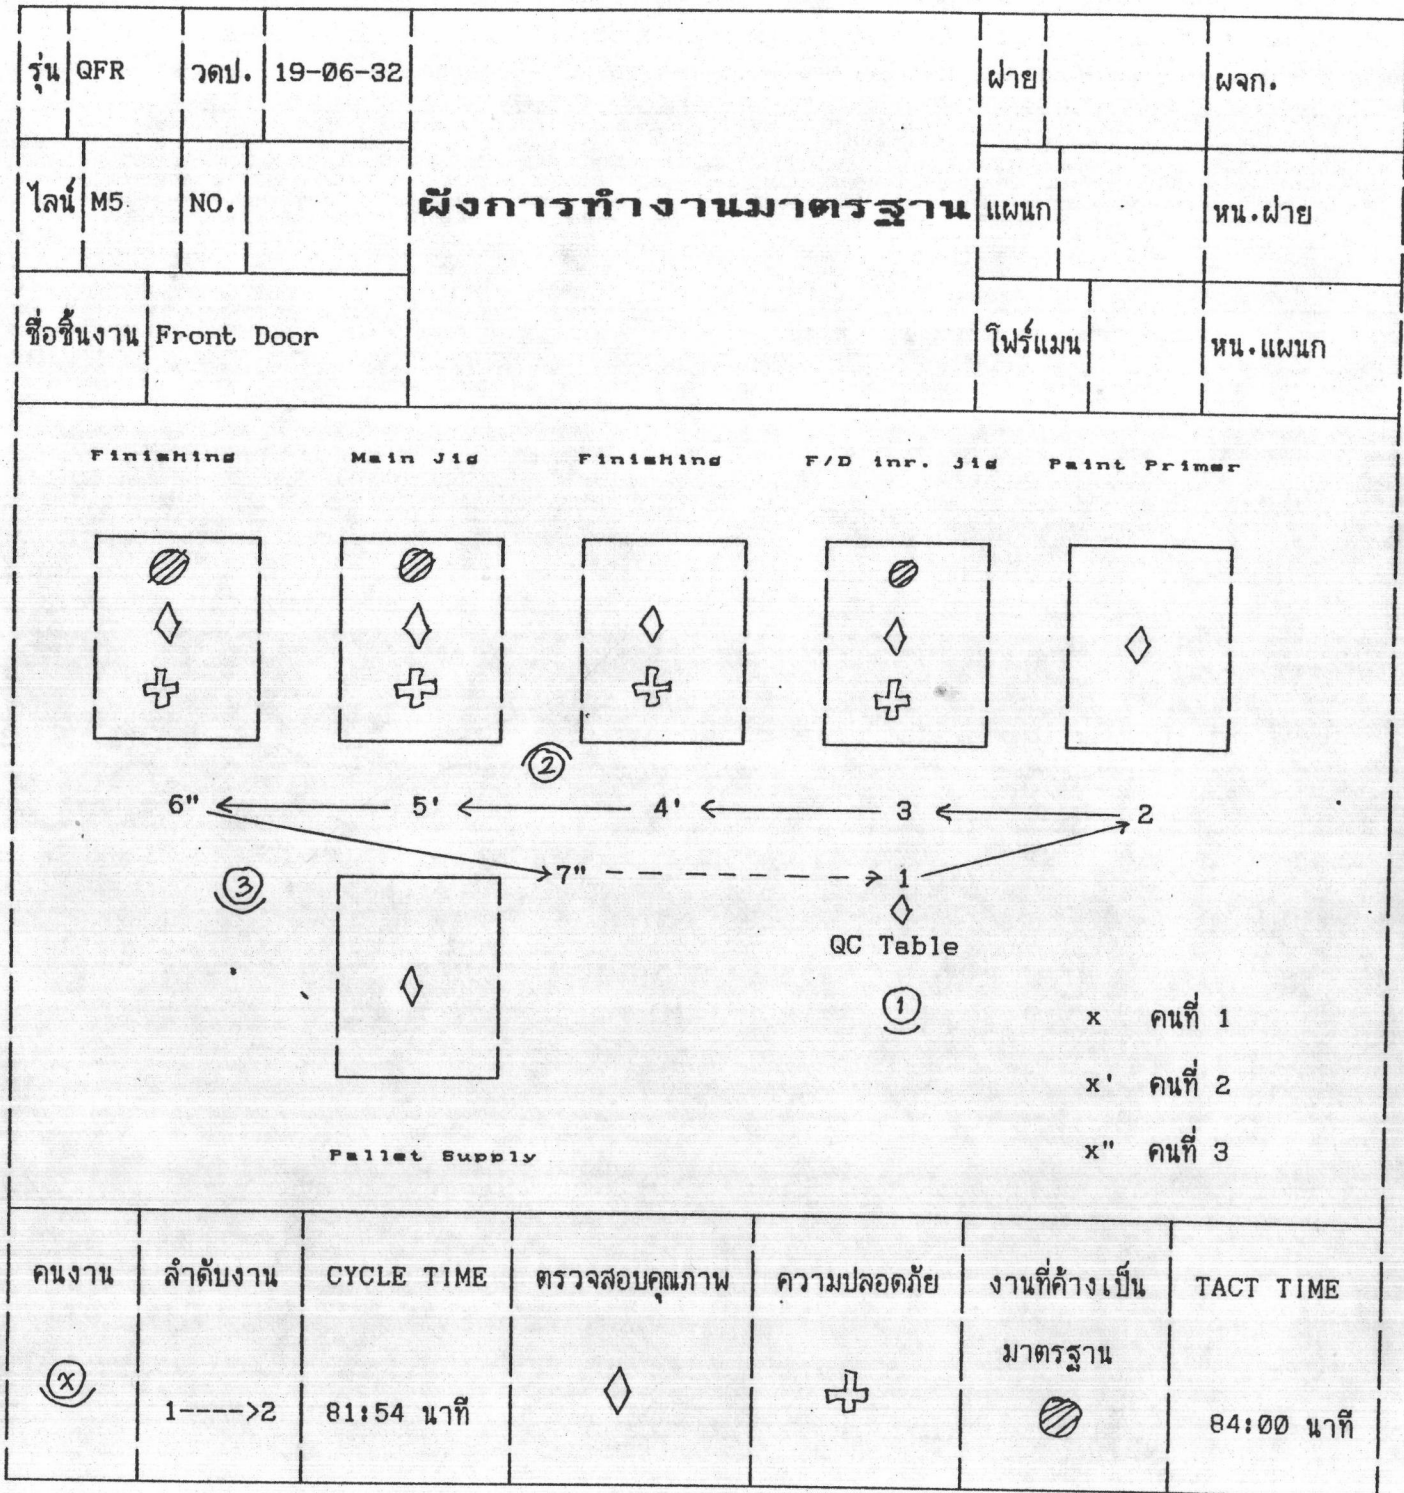 รุ่น QFR วดป. 19-06-32 ฝ่าย ผจก.
ไลน์ M5 NO. ผังการทำงานมาตรฐาน แผนก หน.ฝ่าย
ชื่อชิ้นงาน Front Door โฟร์แมน หน.แผนก
Finishing Main Jig Finishing F/D inr. Jig Paint Primer
2
6" 5' 4' 3 2
3 7" 1
QC Table
1
x คนที่ 1
x' คนที่ 2
x" คนที่ 3
Pallet Supply
คนงาน ลำดับงาน CYCLE TIME ตรวจสอบคุณภาพ ความปลอดภัย งานที่ค้างเป็น TACT TIME
มาตรฐาน
x 1---->2 81:54 นาที 84:00 นาที